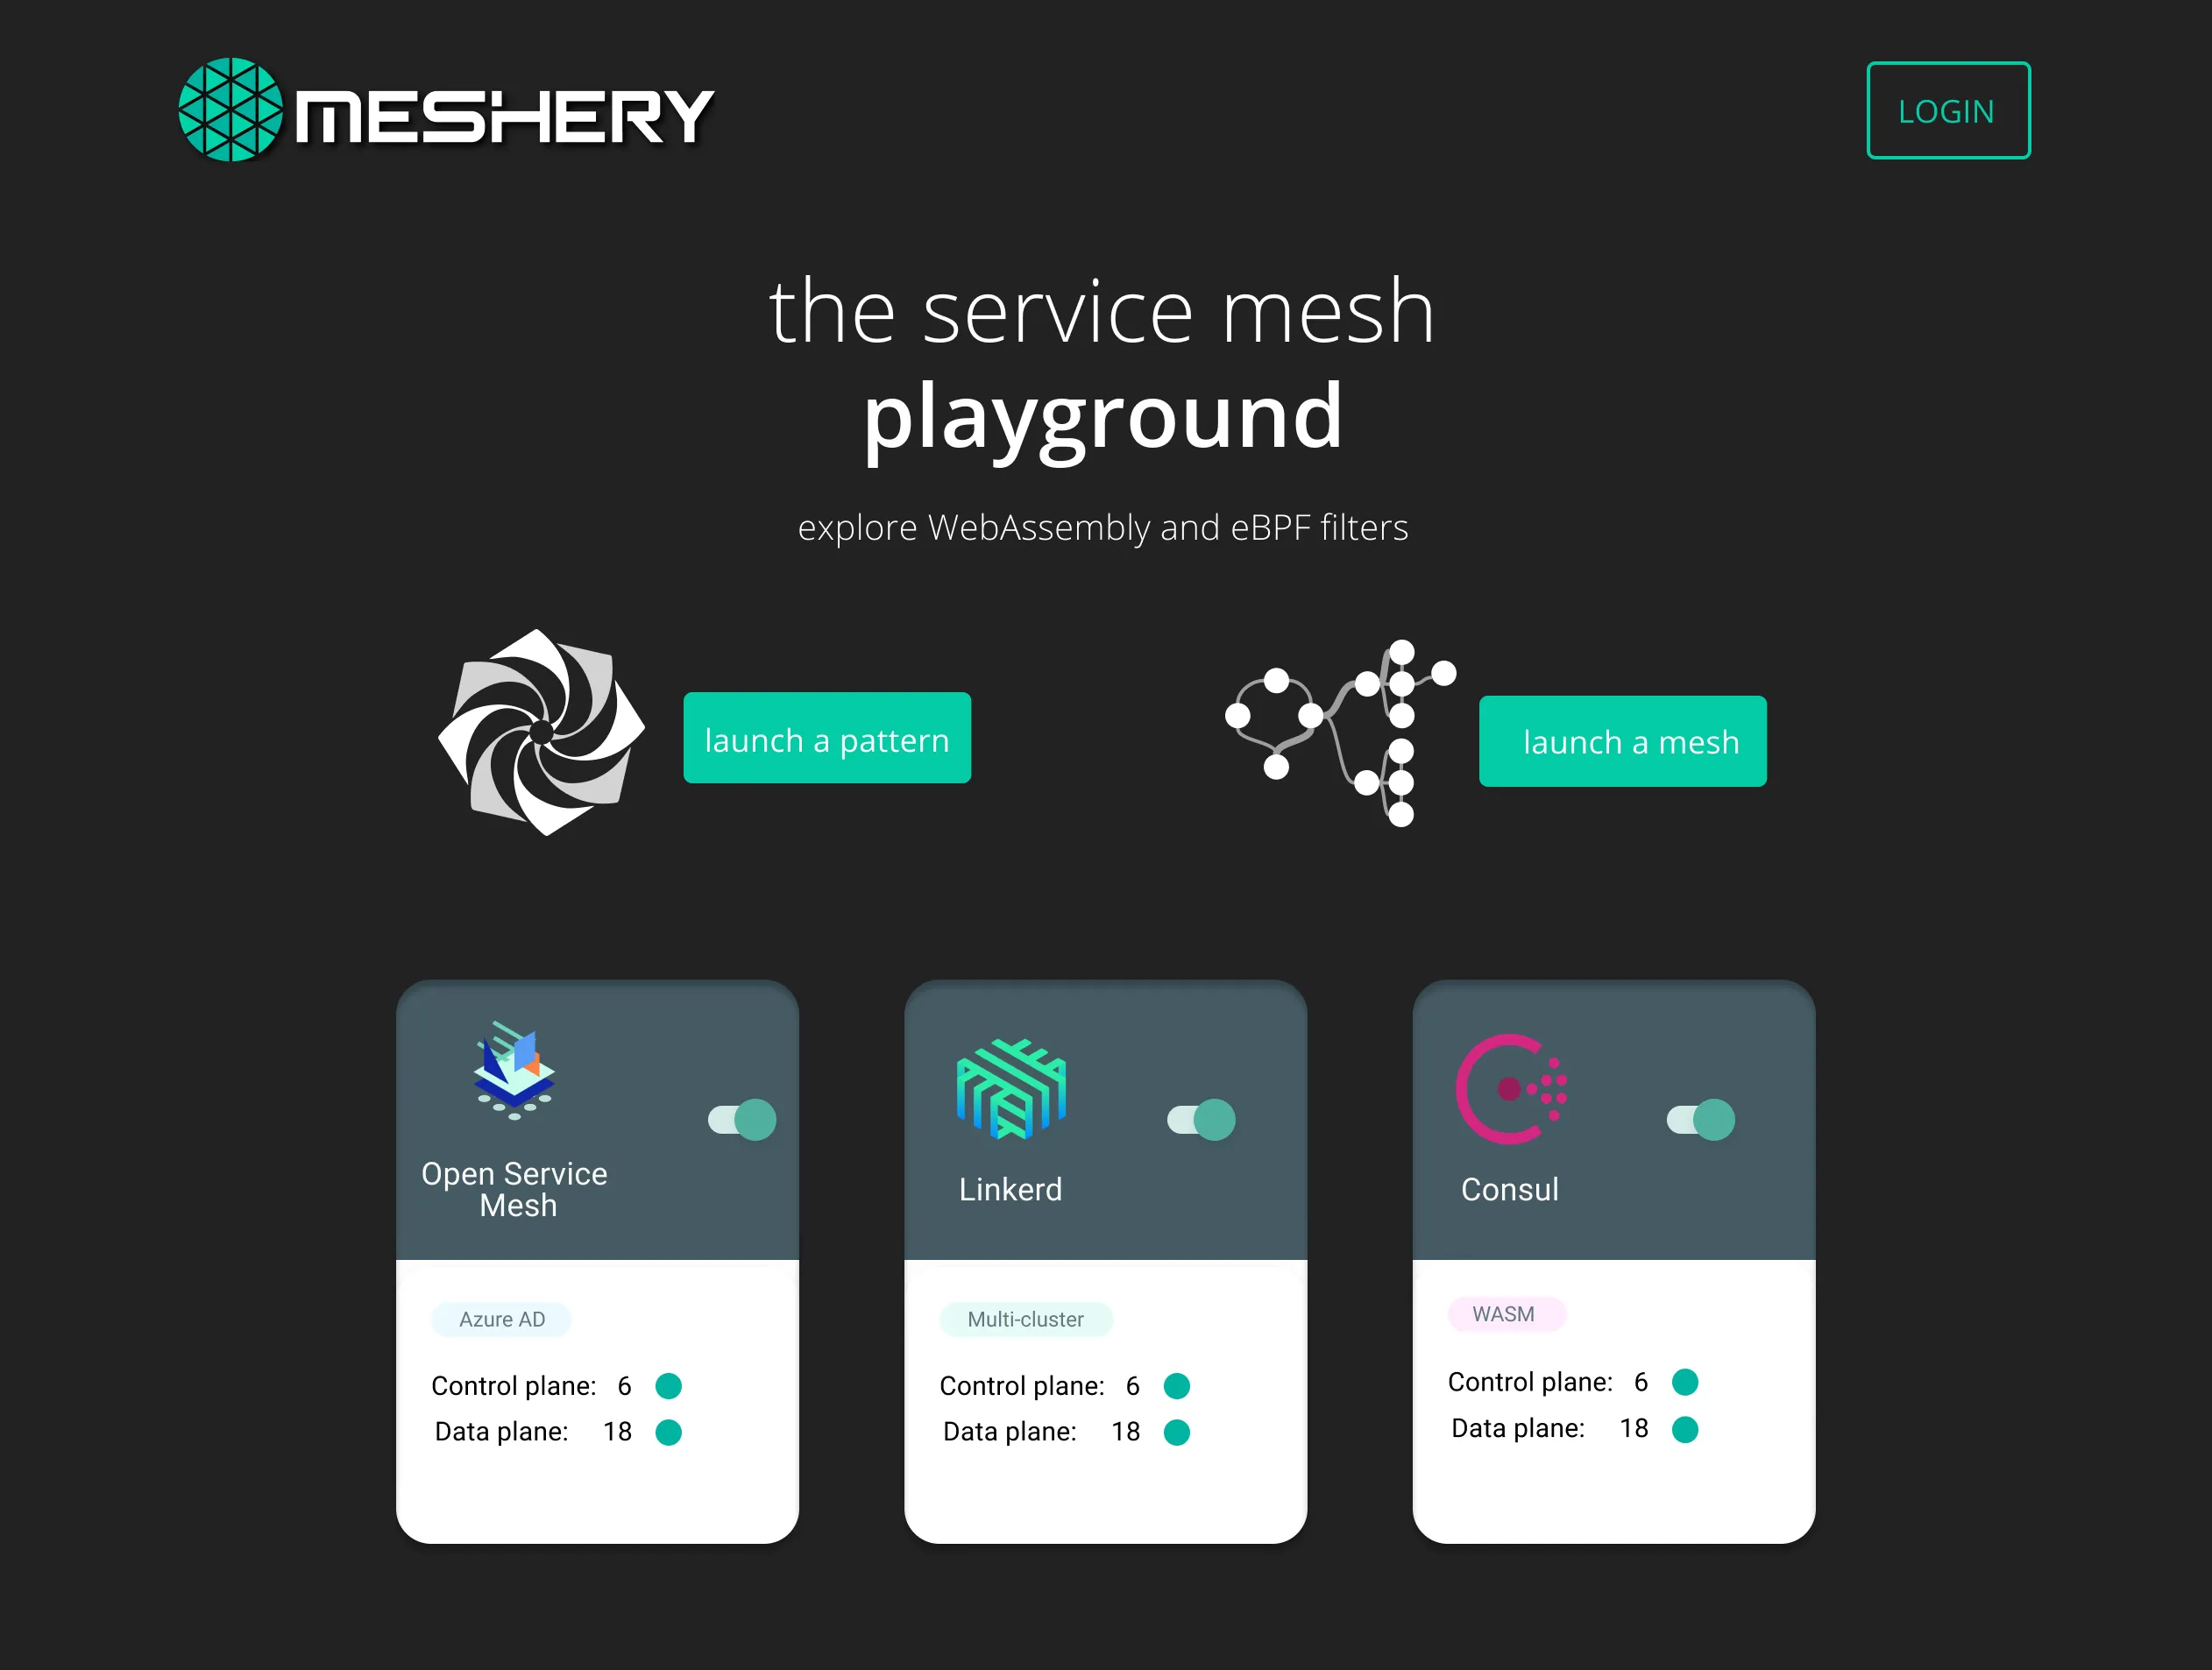 MESHERY
LOGIN
the service mesh
playground
explore WebAssembly and eBPF filters
launch a pattern
launch a mesh
Open Service
Mesh
Azure AD
Control plane: 6
Data plane: 18
Linkerd
Multi-cluster
Control plane: 6
Data plane: 18
Consul
WASM
Control plane: 6
Data plane: 18